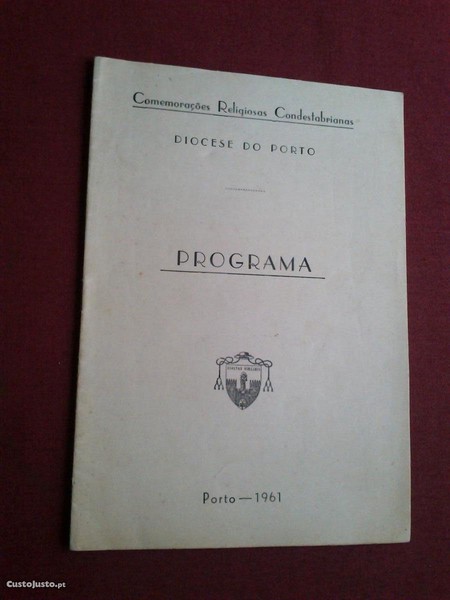 Comemorações Religiosas Condestabrianas
DIOCESE DO PORTO
PROGRAMA
Porto — 1961
CustoJusto.pt